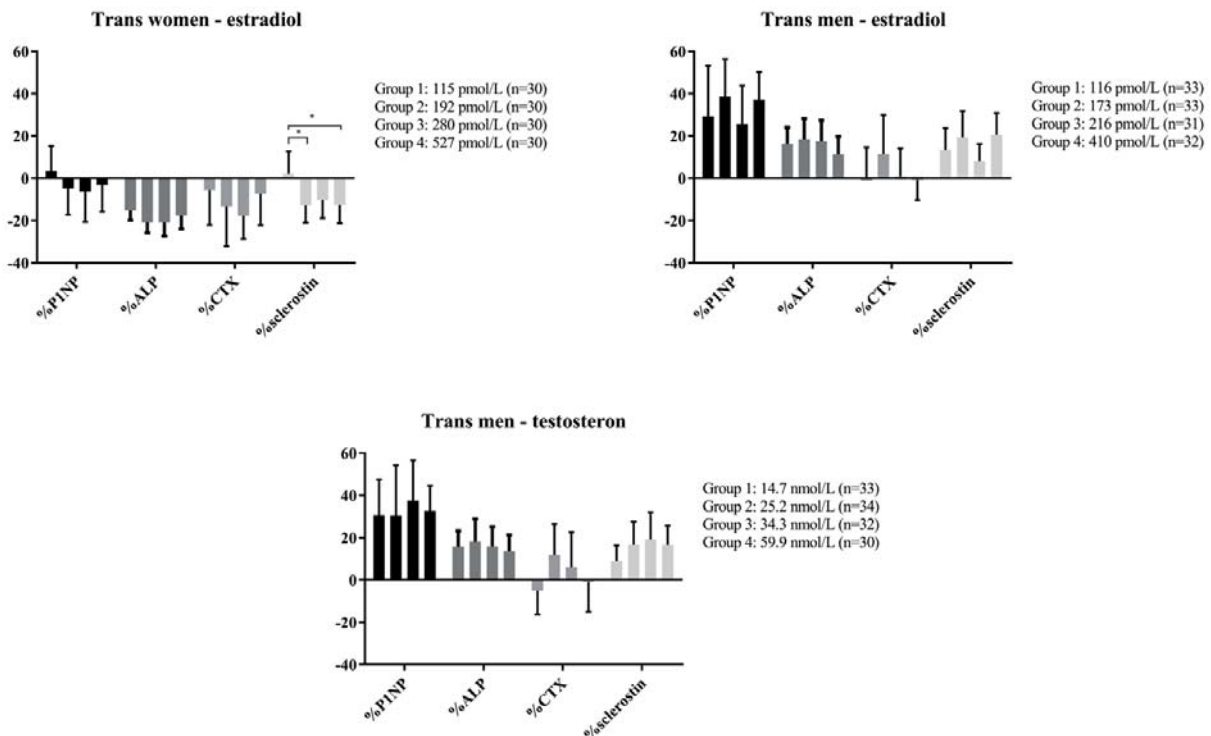 Trans women - estradiol
60
40
20
0
-20
-40
%P1NP
%ALP
%CTX
%sclerostin
*
*
Group 1: 115 pmol/L (n=30)
Group 2: 192 pmol/L (n=30)
Group 3: 280 pmol/L (n=30)
Group 4: 527 pmol/L (n=30)
Trans men - estradiol
60
40
20
0
-20
-40
%P1NP
%ALP
%CTX
%sclerostin
Group 1: 116 pmol/L (n=33)
Group 2: 173 pmol/L (n=33)
Group 3: 216 pmol/L (n=31)
Group 4: 410 pmol/L (n=32)
Trans men - testosteron
60
40
20
0
-20
-40
%P1NP
%ALP
%CTX
%sclerostin
Group 1: 14.7 nmol/L (n=33)
Group 2: 25.2 nmol/L (n=34)
Group 3: 34.3 nmol/L (n=32)
Group 4: 59.9 nmol/L (n=30)